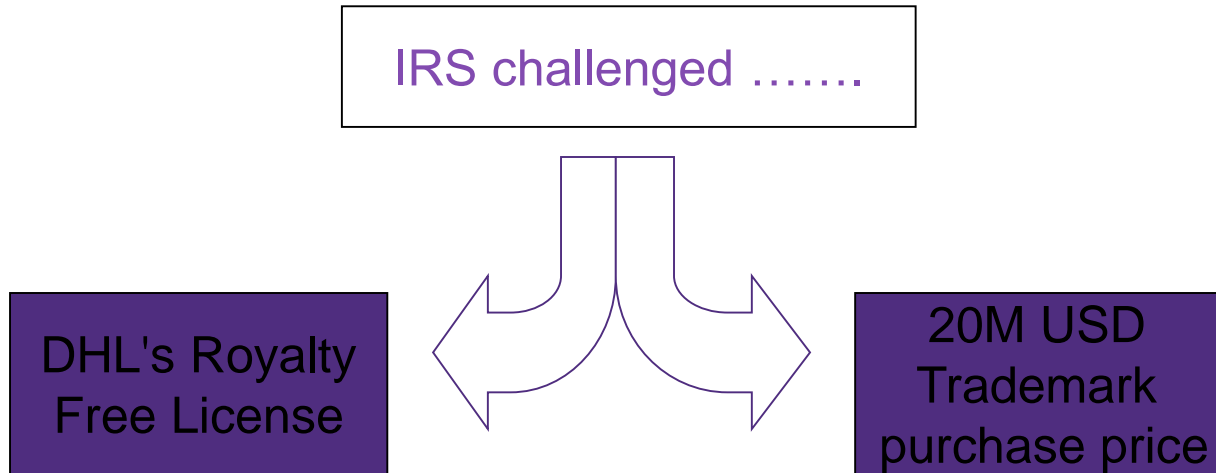 IRS challenged …….
DHL's Royalty
Free License
20M USD
Trademark
purchase price